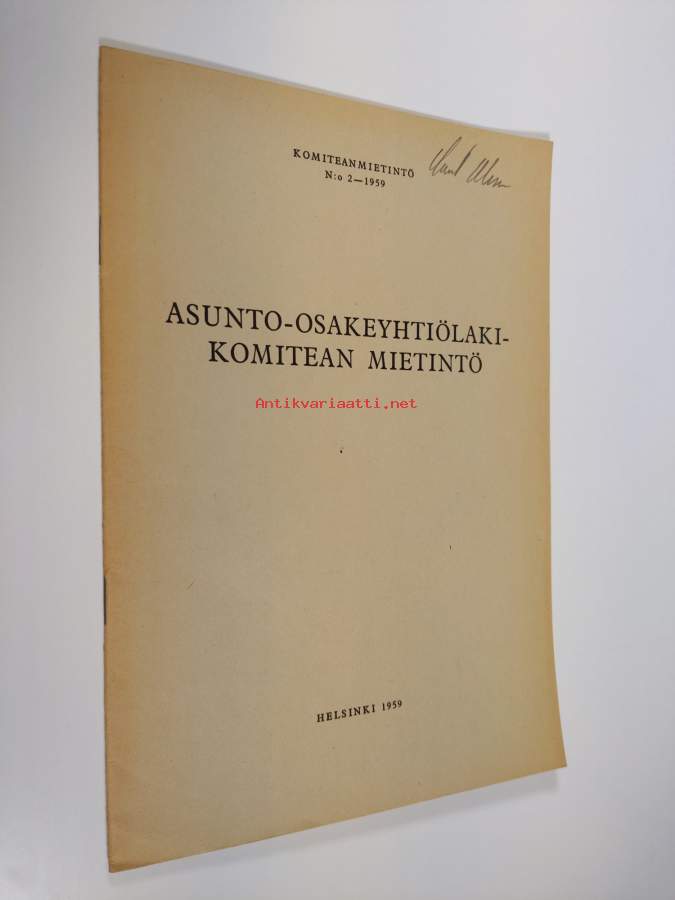 KOMITEANMIETINTÖ
N:o 2—1959
ASUNTO-OSAKEYHTIÖLAKI-
KOMITEAN MIETINTÖ
Antikvariaatti.net
HELSINKI 1959